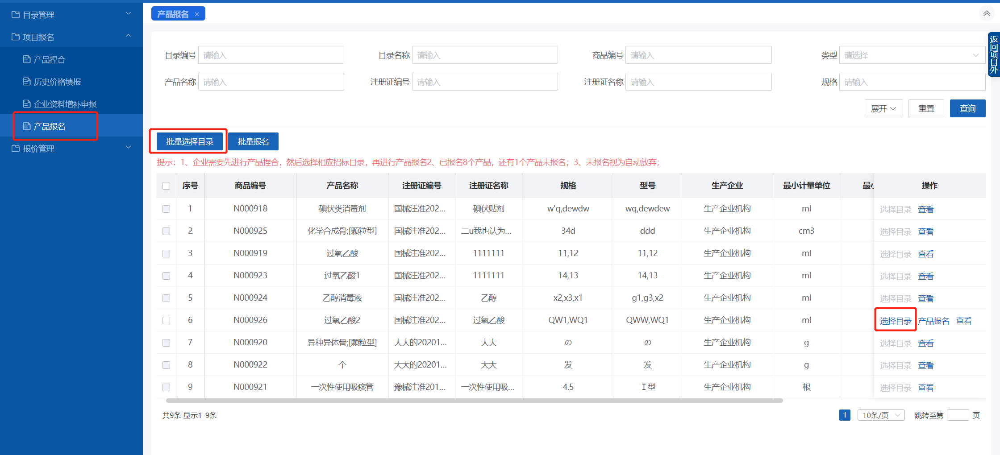 目录管理
项目报名
产品捏合
历史价格填报
企业资料增补申报
产品报名
报价管理
产品报名 ×
返回项目外
目录编号 请输入 目录名称 请输入 商品编号 请输入 类型 请选择
产品名称 请输入 注册证编号 请输入 注册证名称 请输入 规格 请输入
展开 重置 查询
批量选择目录 批量报名
提示：1、企业需要先进行产品捏合，然后选择相应招标目录，再进行产品报名2、已报名8个产品，还有1个产品未报名；3、未报名视为自动放弃；
序号 商品编号 产品名称 注册证编号 注册证名称 规格 型号 生产企业 最小计量单位 最小 操作
1 N000918 碘伏类消毒剂 国械注准202... 碘伏贴剂 w'q,dewdw wq,dewdew 生产企业机构 ml 选择目录 查看
2 N000925 化学合成骨;[颗粒型] 国械注准202... 二u我也认为... 34d ddd 生产企业机构 cm3 选择目录 查看
3 N000919 过氧乙酸 国械注准202... 1111111 11,12 11,12 生产企业机构 ml 选择目录 查看
4 N000923 过氧乙酸1 国械注准202... 1111111 14,13 14,13 生产企业机构 ml 选择目录 查看
5 N000924 乙醇消毒液 国械注准202... 乙醇 x2,x3,x1 g1,g3,x2 生产企业机构 ml 选择目录 查看
6 N000926 过氧乙酸2 国械注准202... 过氧乙酸 QW1,WQ1 QWW,WQ1 生产企业机构 ml 选择目录 产品报名 查看
7 N000920 异种异体骨;[颗粒型] 大大的20201... 大大 の の 生产企业机构 g 选择目录 查看
8 N000922 个 大大的20201... 大大 发 发 生产企业机构 g 选择目录 查看
9 N000921 一次性使用吸痰管 豫械注准201... 一次性使用吸... 4.5 Ⅰ型 生产企业机构 根 选择目录 查看
共9条 显示1-9条 1 10条/页 跳转至第 页